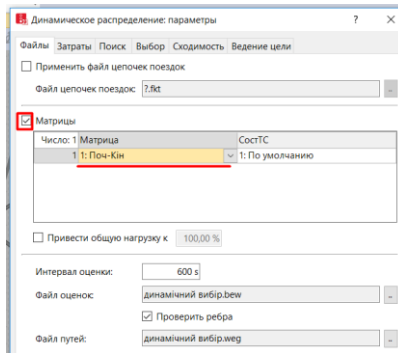 Динамическое распределение: параметры ? ×
Файлы Затраты Поиск Выбор Сходимость Ведение цели
Применить файл цепочек поездок
Файл цепочек поездок: ?.fkt ..
Матрицы
Число: 1 Матрица СостТС
1 1: Поч-Кін 1: По умолчанию
Привести общую нагрузку к 100,00 %
Интервал оценки: 600 s
Файл оценок: динамічний вибір.bew ..
Проверить ребра
Файл путей: динамічний вибір.weg ..